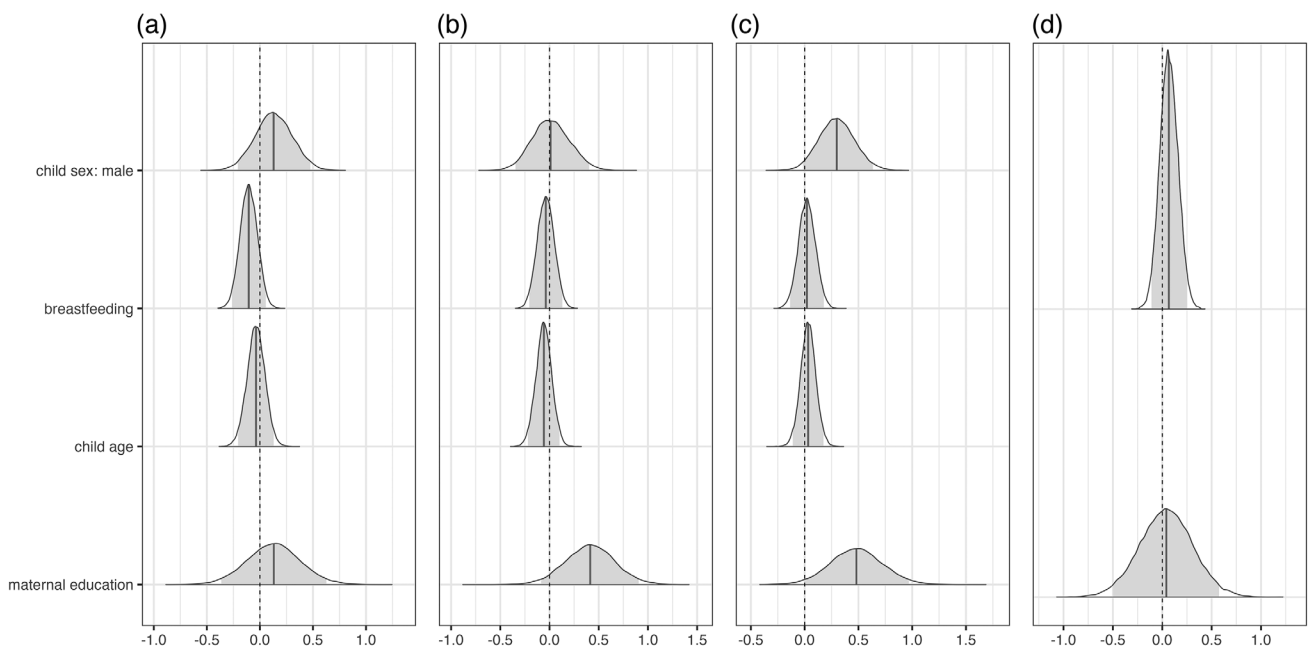 (a) (b) (c) (d)
child sex: male
breastfeeding
child age
maternal education
-1.0 -0.5 0.0 0.5 1.0 -1.0 -0.5 0.0 0.5 1.0 1.5 -0.5 0.0 0.5 1.0 1.5 -1.0 -0.5 0.0 0.5 1.0